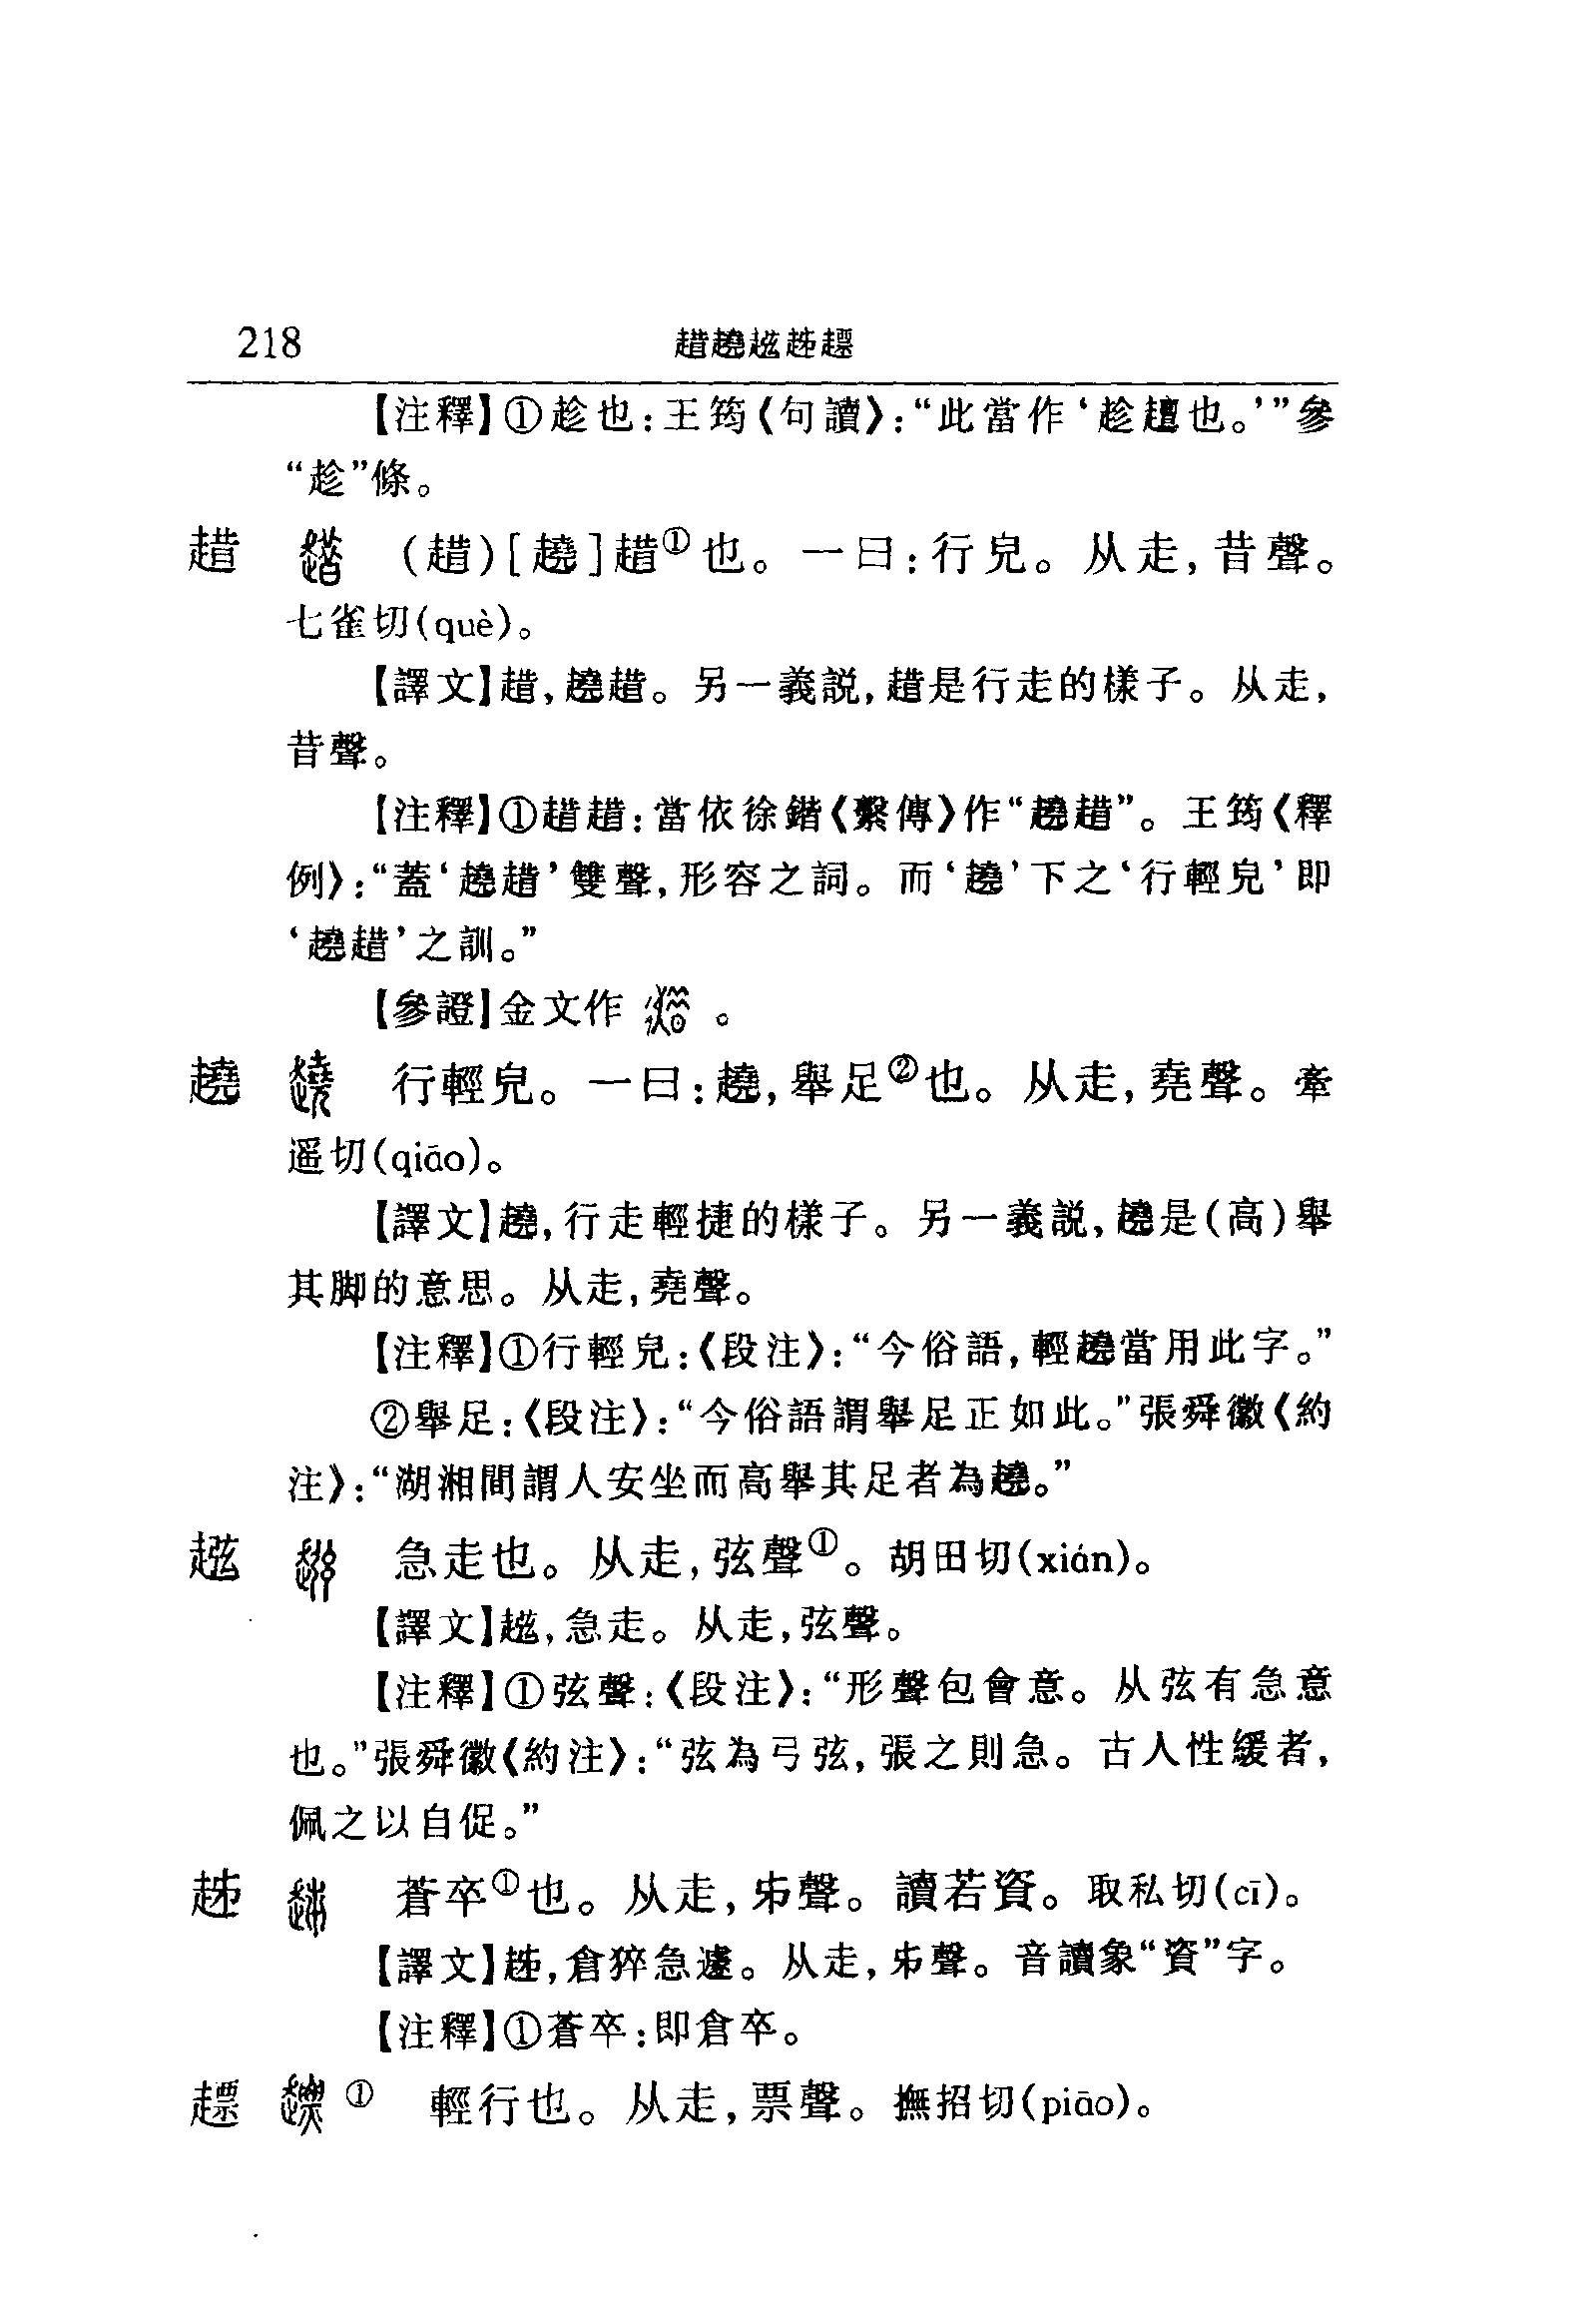 218 趞趬𧻖趀趮
【注釋】①趁也:王筠《句讀》:“此當作‘趁趲也。’”參
“趁”條。
趞 (趞)[趬]趞①也。一曰:行皃。从走,昔聲。
七雀切(què)。
【譯文】趞,趬趞。另一義説,趞是行走的樣子。从走,
昔聲。
【注釋】①趞趞:當依徐鍇《繫傳》作“趬趞”。王筠《釋
例》:“蓋‘趬趞’雙聲,形容之詞。而‘趬’下之‘行輕皃’即
‘趬趞’之訓。”
【參證】金文作 。
趬 行輕皃。一曰:趬,舉足②也。从走,堯聲。牽
遥切(qiāo)。
【譯文】趬,行走輕捷的樣子。另一義説,趬是(高)舉
其脚的意思。从走,堯聲。
【注釋】①行輕皃:《段注》:“今俗語,輕趬當用此字。”
②舉足:《段注》:“今俗語謂舉足正如此。”張舜徽《約
注》:“湖湘間謂人安坐而高舉其足者為趬。”
急走也。从走,弦聲①。胡田切(xián)。
【譯文】,急走。从走,弦聲。
【注釋】①弦聲:《段注》:“形聲包會意。从弦有急意
也。”張舜徽《約注》:“弦為弓弦,張之則急。古人性緩者,
佩之以自促。”
趀 蒼卒①也。从走,𠂔聲。讀若資。取私切(cī)。
【譯文】趀,倉猝急遽。从走,𠂔聲。音讀象“資”字。
【注釋】①蒼卒:即倉卒。
① 輕行也。从走,票聲。撫招切(piāo)。